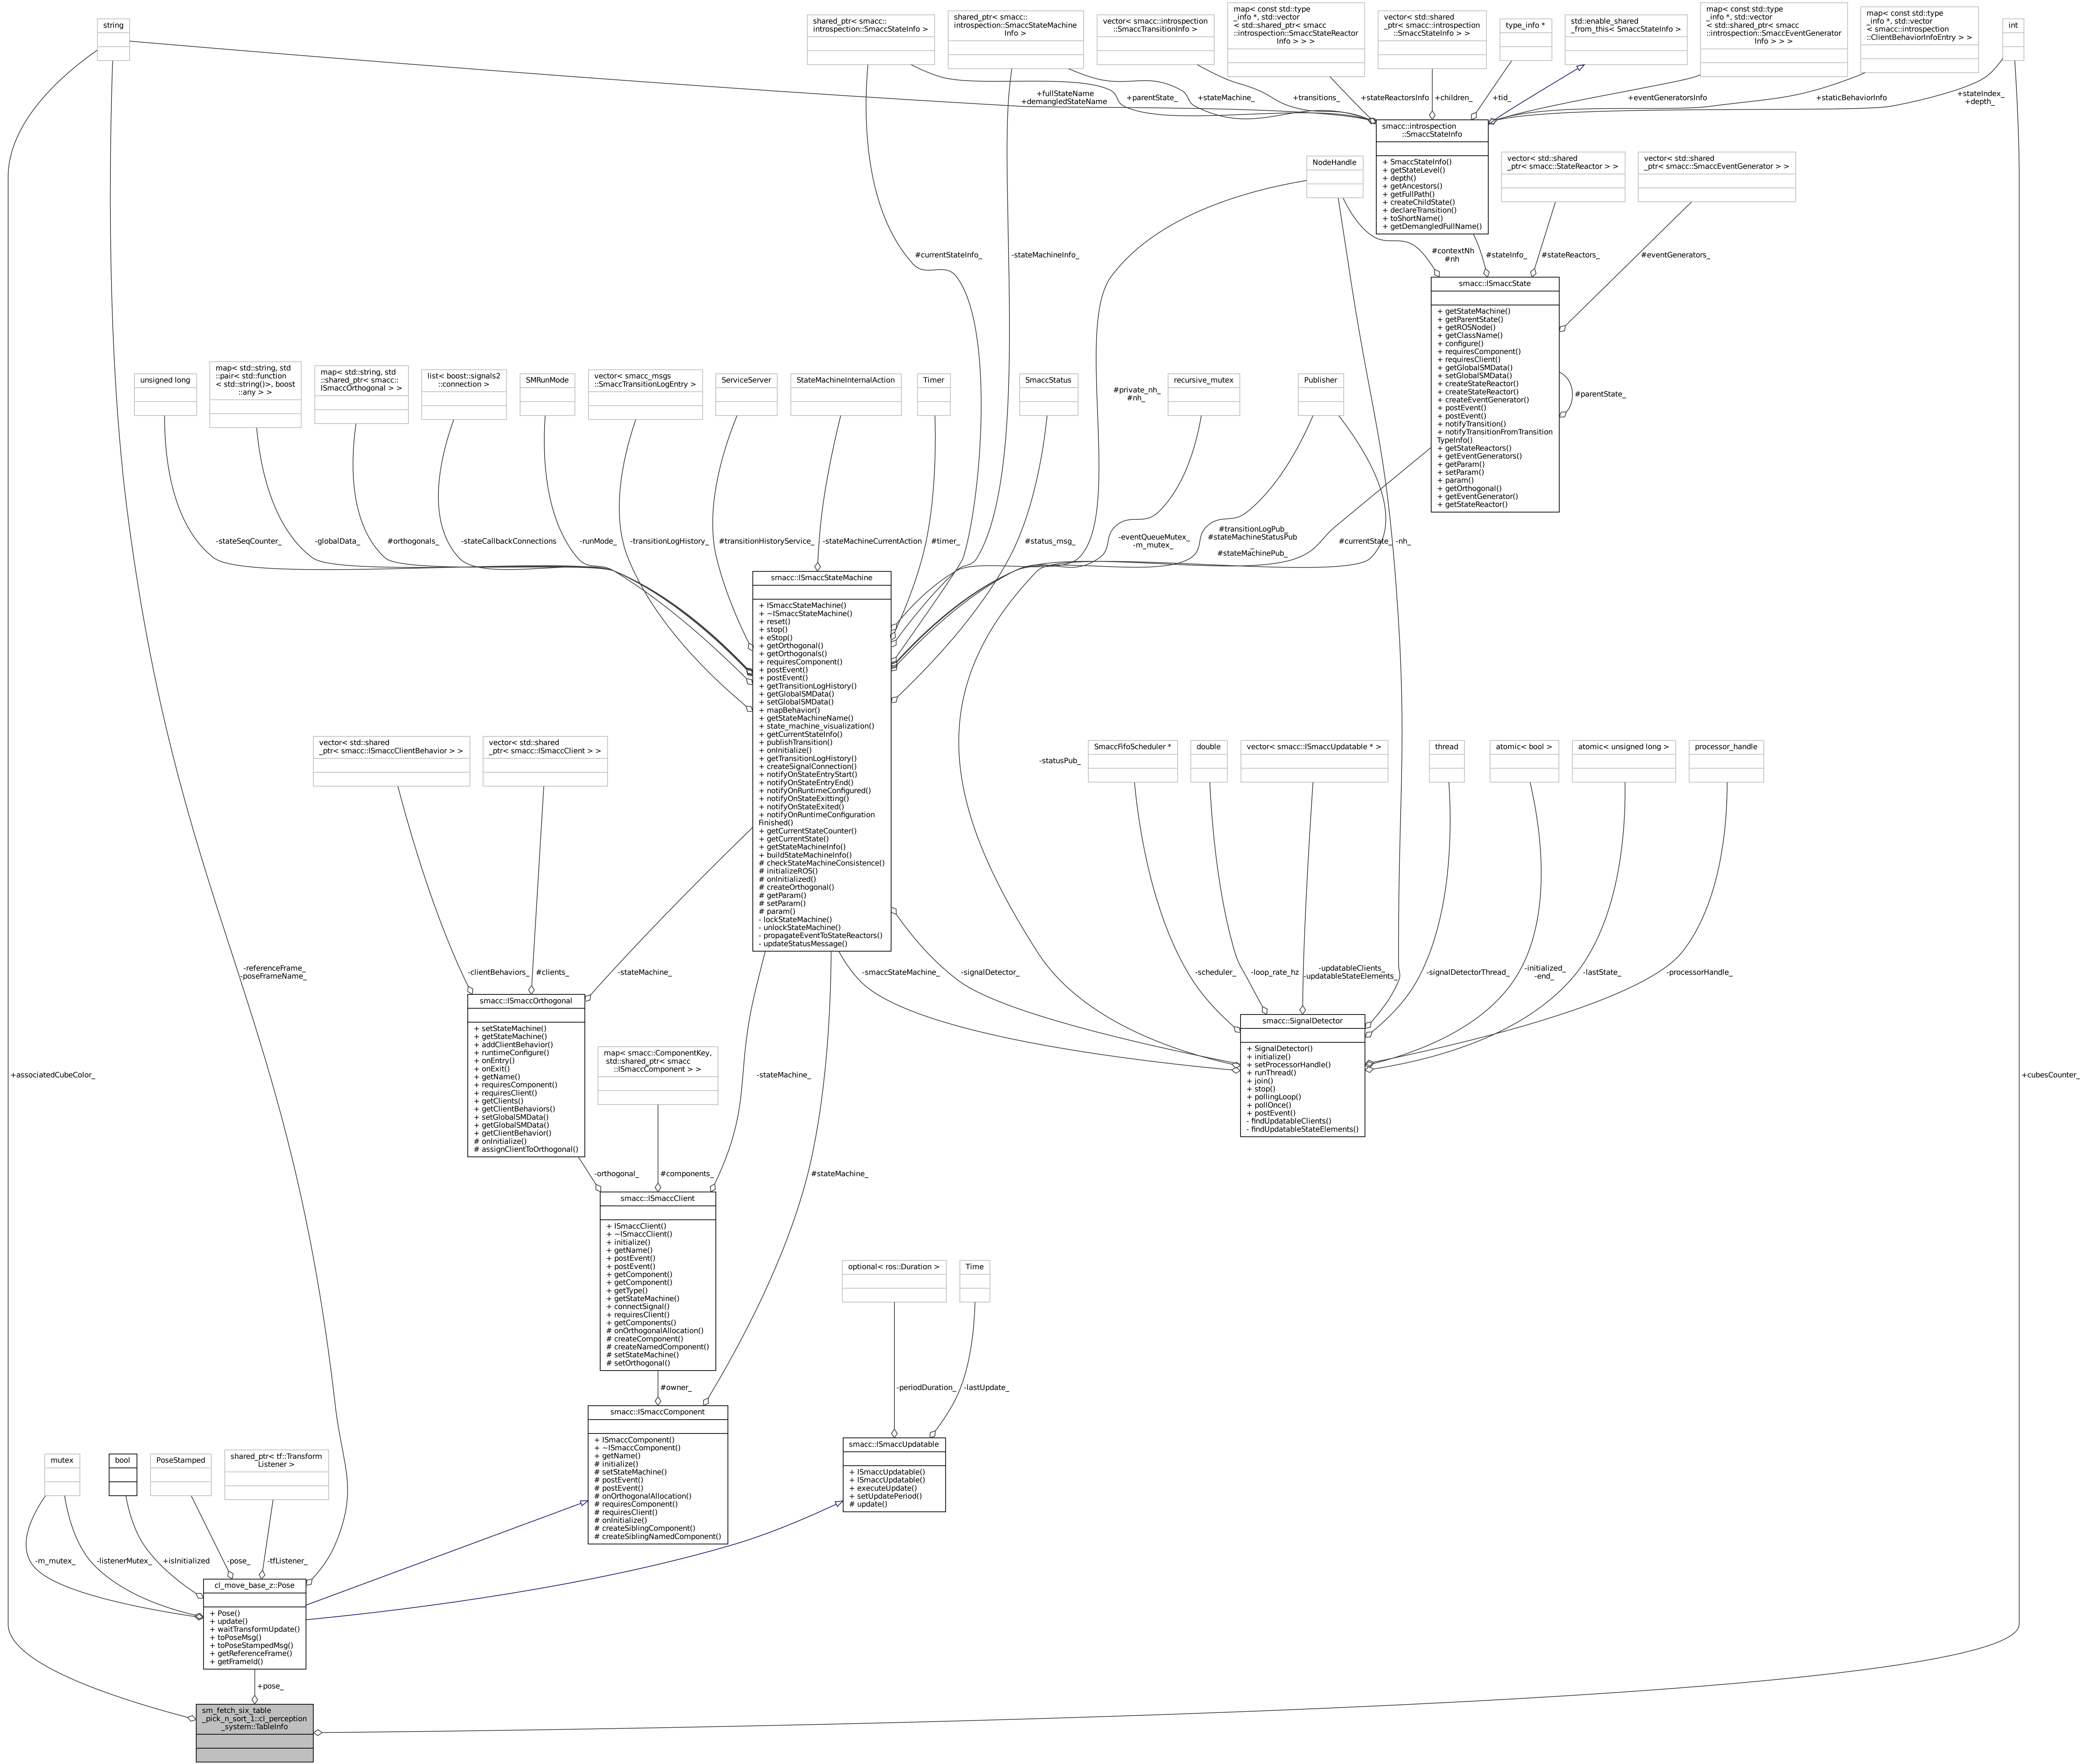 string
shared_ptr< smacc::
introspection::SmaccStateInfo >
shared_ptr< smacc::
introspection::SmaccStateMachine
Info >
vector< smacc::introspection
::SmaccTransitionInfo >
map< const std::type
_info *, std::vector
< std::shared_ptr< smacc
::introspection::SmaccStateReactor
Info > > >
vector< std::shared
_ptr< smacc::introspection
::SmaccStateInfo > >
type_info *
std::enable_shared
_from_this< SmaccStateInfo >
map< const std::type
_info *, std::vector
< std::shared_ptr< smacc
::introspection::SmaccEventGenerator
Info > > >
map< const std::type
_info *, std::vector
< smacc::introspection
::ClientBehaviorInfoEntry > >
int
+fullStateName
+demangledStateName
+parentState_
+stateMachine_
+transitions_
+stateReactorsInfo
+children_
+tid_
+eventGeneratorsInfo
+staticBehaviorInfo
+stateIndex_
+depth_
smacc::introspection
::SmaccStateInfo
+ SmaccStateInfo()
+ getStateLevel()
+ depth()
+ getAncestors()
+ getFullPath()
+ createChildState()
+ declareTransition()
+ toShortName()
+ getDemangledFullName()
NodeHandle
vector< std::shared
_ptr< smacc::StateReactor > >
vector< std::shared
_ptr< smacc::SmaccEventGenerator > >
#currentStateInfo_
-stateMachineInfo_
#contextNh
#nh
#stateInfo_
#stateReactors_
#eventGenerators_
smacc::ISmaccState
+ getStateMachine()
+ getParentState()
+ getROSNode()
+ getClassName()
+ configure()
+ requiresComponent()
+ requiresClient()
+ getGlobalSMData()
+ setGlobalSMData()
+ createStateReactor()
+ createStateReactor()
+ createEventGenerator()
+ postEvent()
+ postEvent()
+ notifyTransition()
+ notifyTransitionFromTransition
TypeInfo()
+ getStateReactors()
+ getEventGenerators()
+ getParam()
+ setParam()
+ param()
+ getOrthogonal()
+ getEventGenerator()
+ getStateReactor()
#parentState_
unsigned long
map< std::string, std
::pair< std::function
< std::string()>, boost
::any > >
map< std::string, std
::shared_ptr< smacc::
ISmaccOrthogonal > >
list< boost::signals2
::connection >
SMRunMode
vector< smacc_msgs
::SmaccTransitionLogEntry >
ServiceServer
StateMachineInternalAction
Timer
SmaccStatus
#private_nh_
#nh_
recursive_mutex
Publisher
-stateSeqCounter_
-globalData_
#orthogonals_
-stateCallbackConnections
-runMode_
-transitionLogHistory_
#transitionHistoryService_
-stateMachineCurrentAction
#timer_
#status_msg_
-eventQueueMutex_
-m_mutex_
#transitionLogPub_
#stateMachineStatusPub
_
#stateMachinePub_
#currentState_
-nh_
smacc::ISmaccStateMachine
+ ISmaccStateMachine()
+ ~ISmaccStateMachine()
+ reset()
+ stop()
+ eStop()
+ getOrthogonal()
+ getOrthogonals()
+ requiresComponent()
+ postEvent()
+ postEvent()
+ getTransitionLogHistory()
+ getGlobalSMData()
+ setGlobalSMData()
+ mapBehavior()
+ getStateMachineName()
+ state_machine_visualization()
+ getCurrentStateInfo()
+ publishTransition()
+ onInitialize()
+ getTransitionLogHistory()
+ createSignalConnection()
+ notifyOnStateEntryStart()
+ notifyOnStateEntryEnd()
+ notifyOnRuntimeConfigured()
+ notifyOnStateExitting()
+ notifyOnStateExited()
+ notifyOnRuntimeConfiguration
Finished()
+ getCurrentStateCounter()
+ getCurrentState()
+ getStateMachineInfo()
+ buildStateMachineInfo()
# checkStateMachineConsistence()
# initializeROS()
# onInitialized()
# createOrthogonal()
# getParam()
# setParam()
# param()
- lockStateMachine()
- unlockStateMachine()
- propagateEventToStateReactors()
- updateStatusMessage()
vector< std::shared
_ptr< smacc::ISmaccClientBehavior > >
vector< std::shared
_ptr< smacc::ISmaccClient > >
-statusPub_
SmaccFifoScheduler *
double
vector< smacc::ISmaccUpdatable * >
thread
atomic< bool >
atomic< unsigned long >
processor_handle
-referenceFrame_
-poseFrameName_
-clientBehaviors_
#clients_
-stateMachine_
-smaccStateMachine_
-signalDetector_
-scheduler_
-loop_rate_hz
-updatableClients_
-updatableStateElements_
-signalDetectorThread_
-initialized_
-end_
-lastState_
-processorHandle_
smacc::ISmaccOrthogonal
+ setStateMachine()
+ getStateMachine()
+ addClientBehavior()
+ runtimeConfigure()
+ onEntry()
+ onExit()
+ getName()
+ requiresComponent()
+ requiresClient()
+ getClients()
+ getClientBehaviors()
+ setGlobalSMData()
+ getGlobalSMData()
+ getClientBehavior()
# onInitialize()
# assignClientToOrthogonal()
smacc::SignalDetector
+ SignalDetector()
+ initialize()
+ setProcessorHandle()
+ runThread()
+ join()
+ stop()
+ pollingLoop()
+ pollOnce()
+ postEvent()
- findUpdatableClients()
- findUpdatableStateElements()
map< smacc::ComponentKey,
std::shared_ptr< smacc
::ISmaccComponent > >
+associatedCubeColor_
-stateMachine_
+cubesCounter_
-orthogonal_
#components_
#stateMachine_
smacc::ISmaccClient
+ ISmaccClient()
+ ~ISmaccClient()
+ initialize()
+ getName()
+ postEvent()
+ postEvent()
+ getComponent()
+ getComponent()
+ getType()
+ getStateMachine()
+ connectSignal()
+ requiresClient()
+ getComponents()
# onOrthogonalAllocation()
# createComponent()
# createNamedComponent()
# setStateMachine()
# setOrthogonal()
optional< ros::Duration >
Time
#owner_
-periodDuration_
-lastUpdate_
smacc::ISmaccComponent
+ ISmaccComponent()
+ ~ISmaccComponent()
+ getName()
# initialize()
# setStateMachine()
# postEvent()
# postEvent()
# onOrthogonalAllocation()
# requiresComponent()
# requiresClient()
# onInitialize()
# createSiblingComponent()
# createSiblingNamedComponent()
smacc::ISmaccUpdatable
+ ISmaccUpdatable()
+ ISmaccUpdatable()
+ executeUpdate()
+ setUpdatePeriod()
# update()
mutex
bool
PoseStamped
shared_ptr< tf::Transform
Listener >
-m_mutex_
-listenerMutex_
+isInitialized
-pose_
-tfListener_
cl_move_base_z::Pose
+ Pose()
+ update()
+ waitTransformUpdate()
+ toPoseMsg()
+ toPoseStampedMsg()
+ getReferenceFrame()
+ getFrameId()
+pose_
sm_fetch_six_table
_pick_n_sort_1::cl_perception
_system::TableInfo